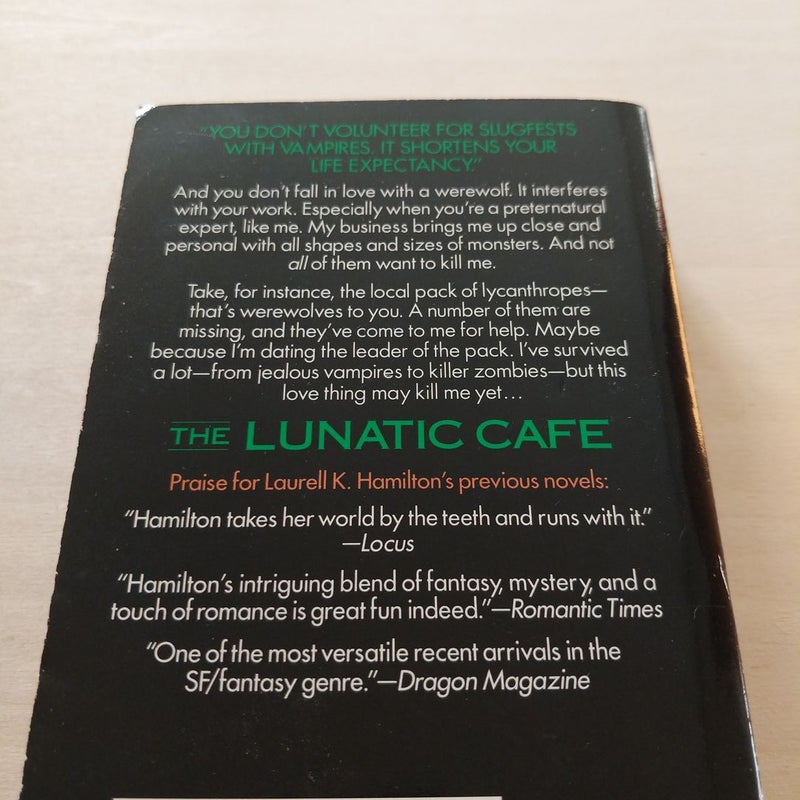 "YOU DON'T VOLUNTEER FOR SLUGFESTS
WITH VAMPIRES. IT SHORTENS YOUR
LIFE EXPECTANCY."
And you don't fall in love with a werewolf. It interferes
with your work. Especially when you're a preternatural
expert, like me. My business brings me up close and
personal with all shapes and sizes of monsters. And not
all of them want to kill me.
Take, for instance, the local pack of lycanthropes—
that's werewolves to you. A number of them are
missing, and they've come to me for help. Maybe
because I'm dating the leader of the pack. I've survived
a lot—from jealous vampires to killer zombies—but this
love thing may kill me yet...
THE LUNATIC CAFE
Praise for Laurell K. Hamilton's previous novels:
"Hamilton takes her world by the teeth and runs with it."
—Locus
"Hamilton's intriguing blend of fantasy, mystery, and a
touch of romance is great fun indeed."—Romantic Times
"One of the most versatile recent arrivals in the
SF/fantasy genre."—Dragon Magazine